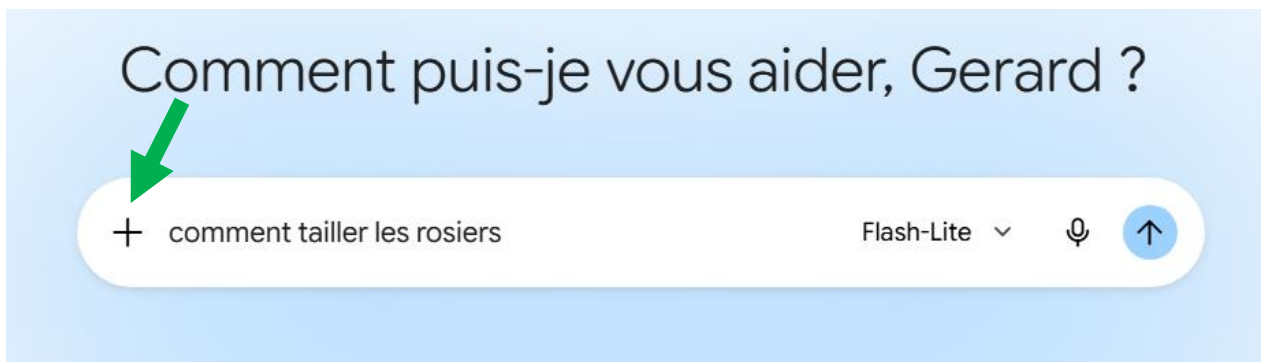 Comment puis-je vous aider, Gerard ?
comment tailler les rosiers Flash-Lite